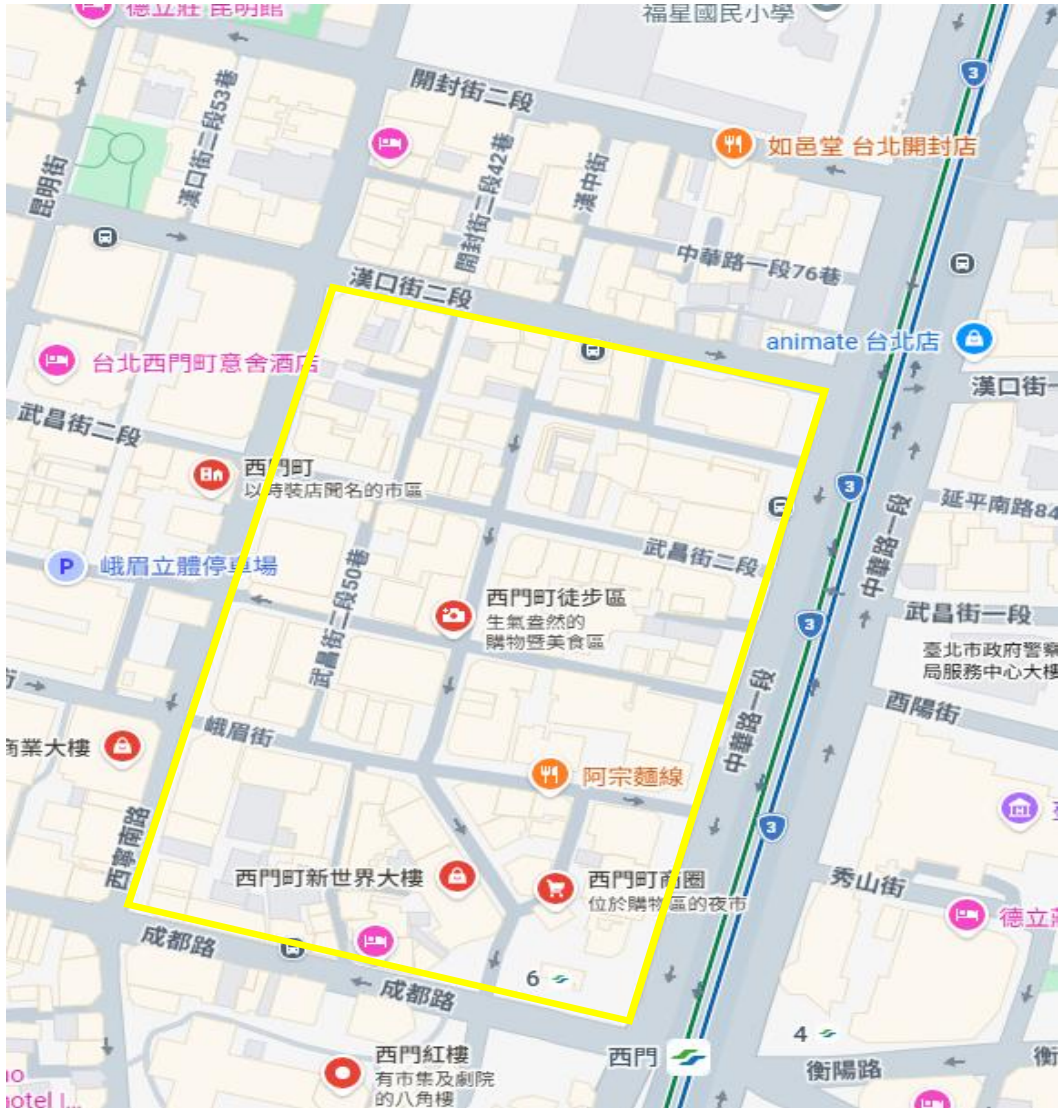 德立莊 昆明館
福星國民小學
3
開封街二段
漢口街二段53巷
昆明街
開封街二段42巷
漢中街
如邑堂 台北開封店
中華路一段76巷
漢口街二段
animate 台北店
台北西門町意舍酒店
漢口街一
武昌街二段
西門町
以時裝店聞名的市區
3
延平南路84
中華路一段
武昌街二段
P
峨眉立體停車場
武昌街二段50巷
西門町徒步區
生氣盎然的
購物暨美食區
3
武昌街一段
臺北市政府警察
局服務中心大樓
酉陽街
街
中華路一段
峨眉街
商業大樓
阿宗麵線
3
西寧南路
西門町新世界大樓
西門町商圈
位於購物區的夜市
秀山街
德立莊
成都路
6
成都路
4
西門
衡陽路
衡
西門紅樓
有市集及劇院
的八角樓
hotel |...